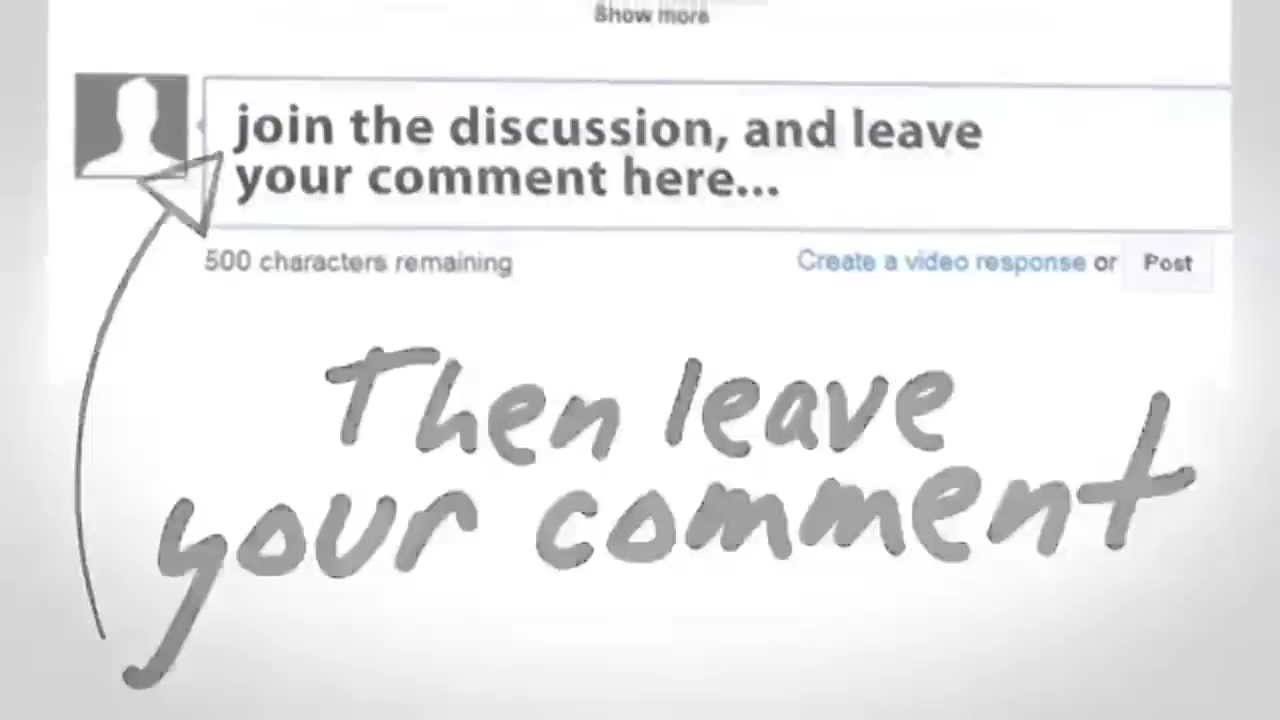 Show more
join the discussion, and leave
your comment here...
500 characters remaining
Create a video response or Post
Then leave
your comment